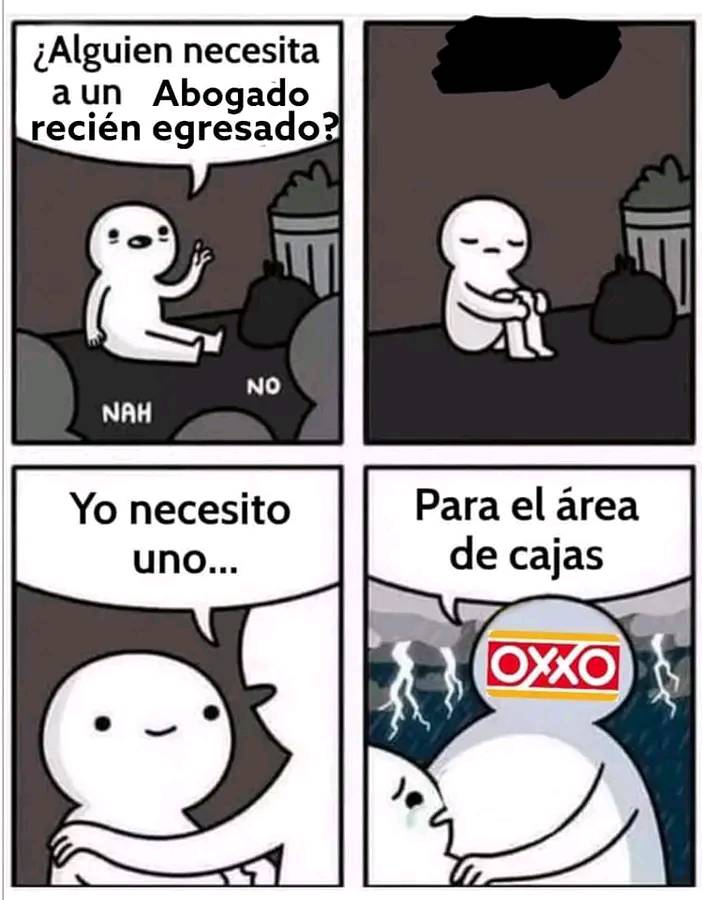 ¿Alguien necesita
a un Abogado
recién egresado?
NO
NAH
Yo necesito
uno...
Para el área
de cajas
OXXO